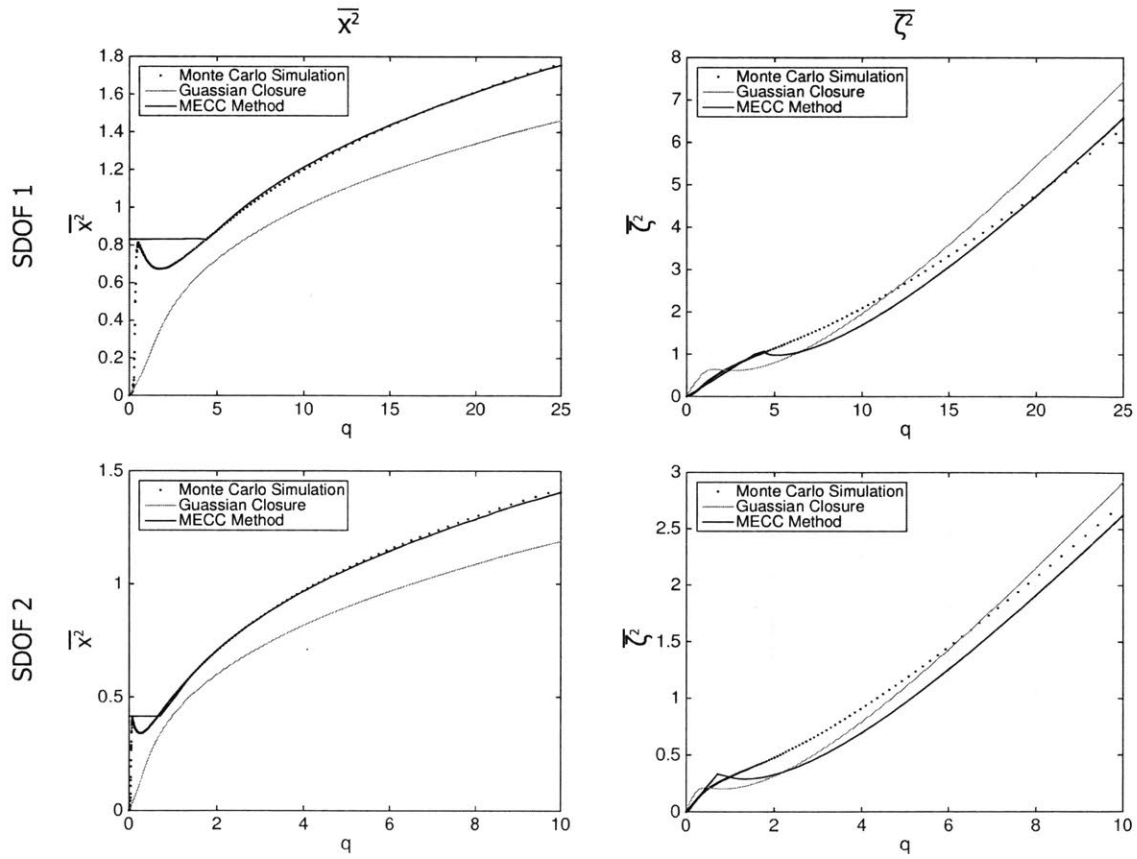 x̅²
ζ̅²
SDOF 1
x̅²
1.8
1.6
1.4
1.2
1
0.8
0.6
0.4
0.2
0
Monte Carlo Simulation
Guassian Closure
MECC Method
0 5 10 15 20 25
q
ζ̅²
8
7
6
5
4
3
2
1
0
Monte Carlo Simulation
Guassian Closure
MECC Method
0 5 10 15 20 25
q
SDOF 2
x̅²
1.5
1
0.5
0
Monte Carlo Simulation
Guassian Closure
MECC Method
0 2 4 6 8 10
q
ζ̅²
3
2.5
2
1.5
1
0.5
0
Monte Carlo Simulation
Guassian Closure
MECC Method
0 2 4 6 8 10
q